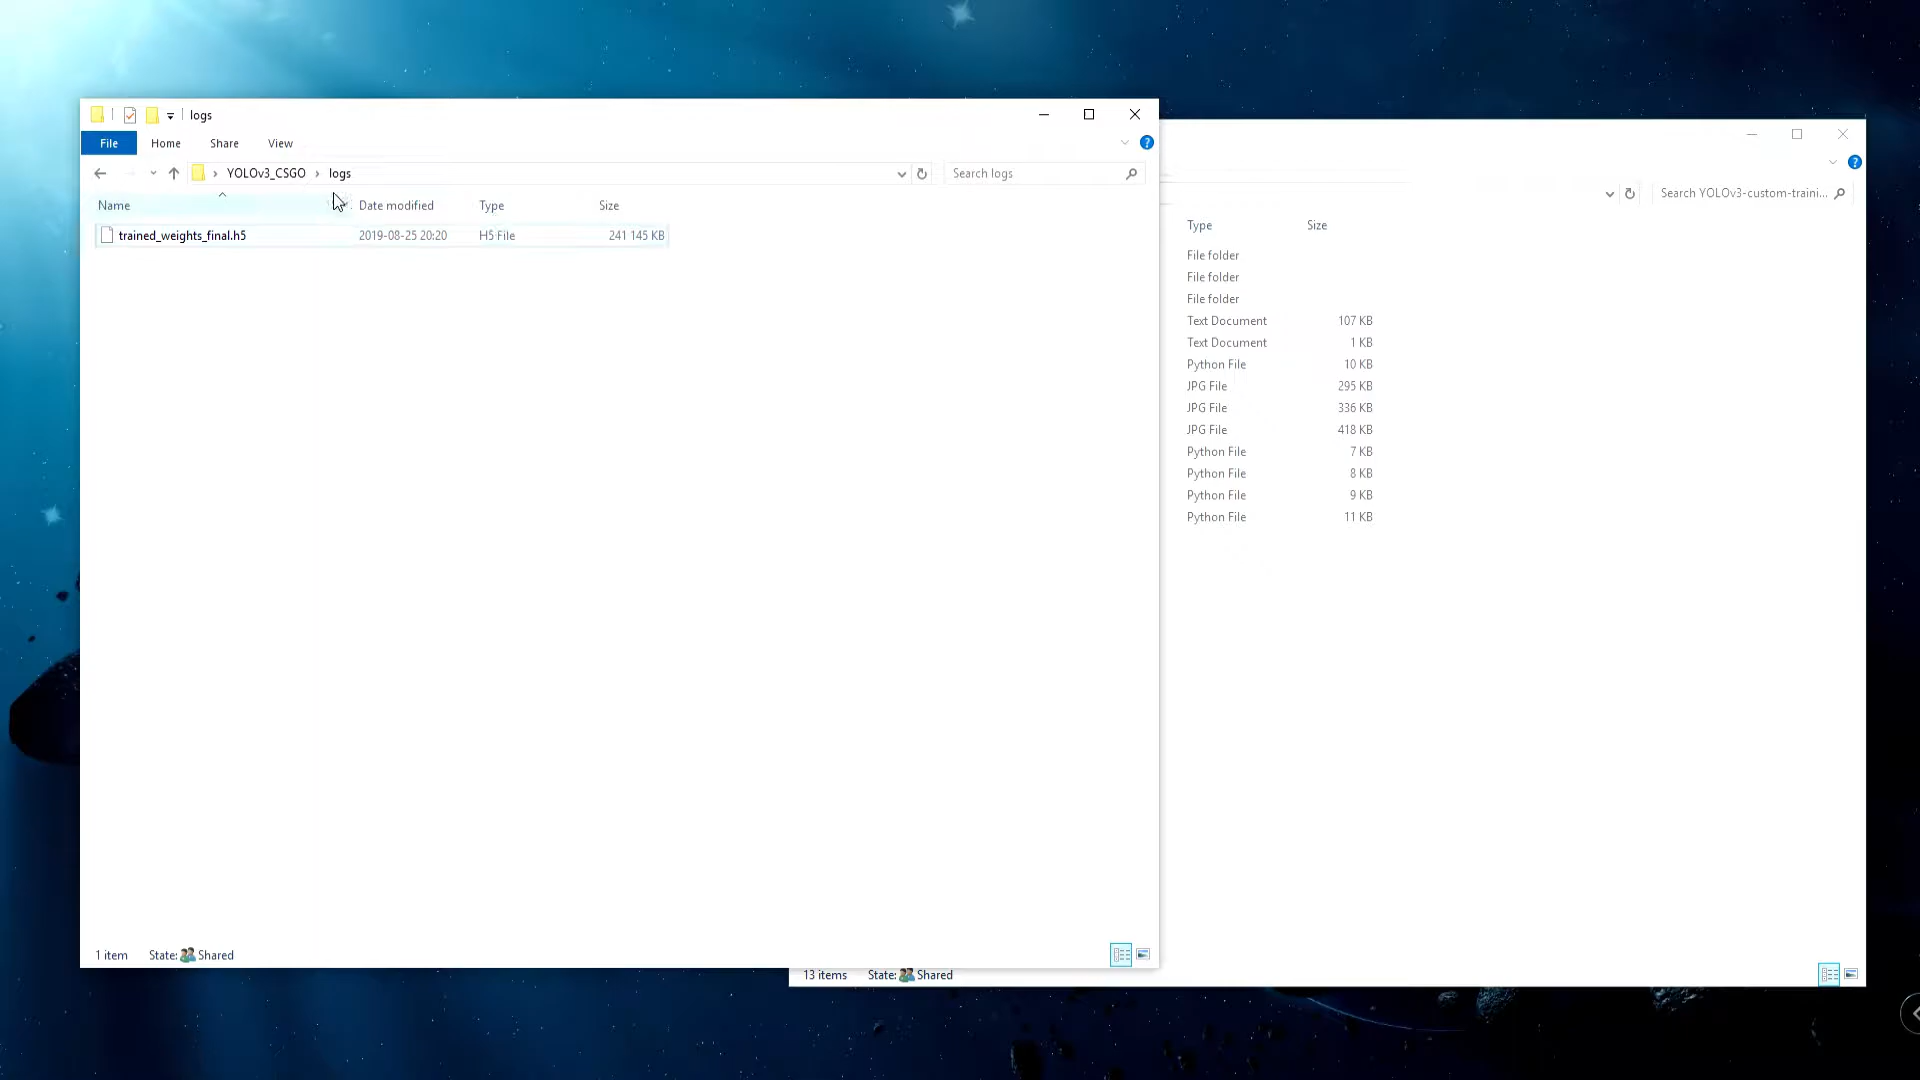 logs
File Home Share View
YOLOv3_CSGO › logs
Search logs
Name Date modified Type Size
trained_weights_final.h5 2019-08-25 20:20 H5 File 241 145 KB
1 item State: Shared
Search YOLOv3-custom-traini...
Type Size
File folder
File folder
File folder
Text Document 107 KB
Text Document 1 KB
Python File 10 KB
JPG File 295 KB
JPG File 336 KB
JPG File 418 KB
Python File 7 KB
Python File 8 KB
Python File 9 KB
Python File 11 KB
13 items State: Shared